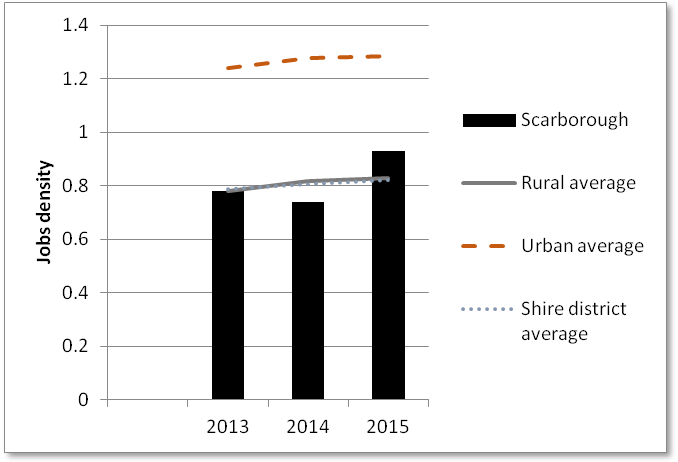 1.4
1.2
1
0.8
0.6
0.4
0.2
0
Jobs density
2013 2014 2015
Scarborough
Rural average
Urban average
Shire district
average